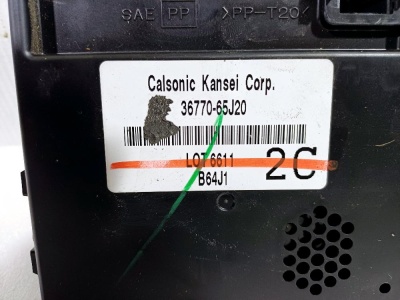 SAE PP >PP-T20<
Calsonic Kansei Corp.
36770-65J20
LOT 6611
2C
B64J1